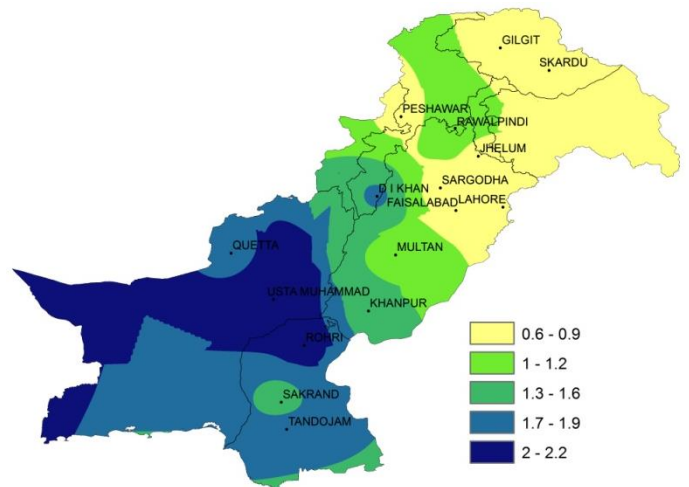 GILGIT
SKARDU
PESHAWAR
RAWALPINDI
JHELUM
SARGODHA
D I KHAN
FAISALABAD
LAHORE
QUETTA
MULTAN
USTA MUHAMMAD
KHANPUR
ROHRI
SAKRAND
TANDOJAM
0.6 - 0.9
1 - 1.2
1.3 - 1.6
1.7 - 1.9
2 - 2.2